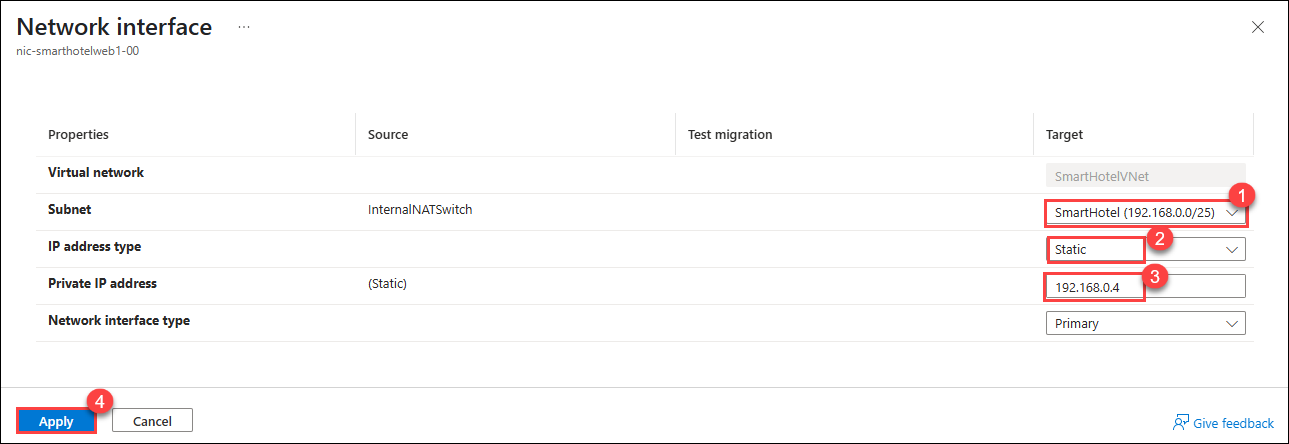 Network interface ...
nic-smarthotelweb1-00
Properties Source Test migration Target
Virtual network SmartHotelVNet
1
Subnet InternalNATSwitch SmartHotel (192.168.0.0/25)
2
IP address type Static
3
Private IP address (Static) 192.168.0.4
Network interface type Primary
4
Apply Cancel Give feedback